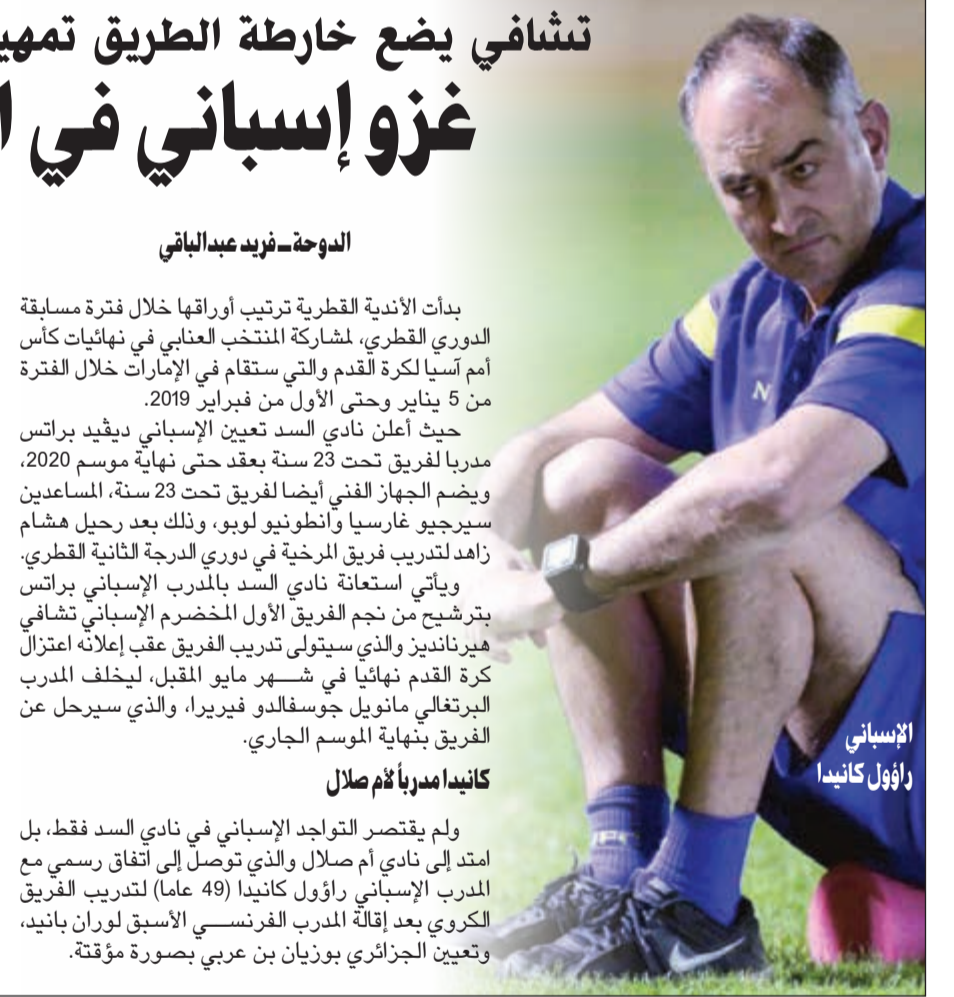 تشافي يضع خارطة الطريق
غزو إسباني في
الدوحة ــ فريد عبدالباقي
بدأت الأندية القطرية ترتيب أوراقها خلال فترة مسابقة
الدوري القطري، لمشاركة المنتخب العنابي في نهائيات كأس
أمم آسيا لكرة القدم والتي ستقام في الإمارات خلال الفترة
من 5 يناير وحتى الأول من فبراير 2019.
حيث أعلن نادي السد تعيين الإسباني ديڤيد براتس
مدربا لفريق تحت 23 سنة بعقد حتى نهاية موسم 2020،
ويضم الجهاز الفني أيضا لفريق تحت 23 سنة، المساعدين
سيرجيو غارسيا وانطونيو لوبو، وذلك بعد رحيل هشام
زاهد لتدريب فريق المرخية في دوري الدرجة الثانية القطري.
ويأتي استعانة نادي السد بالمدرب الإسباني براتس
بترشيح من نجم الفريق الأول المخضرم الإسباني تشافي
هيرنانديز والذي سيتولى تدريب الفريق عقب إعلانه اعتزال
كرة القدم نهائيا في شهر مايو المقبل، ليخلف المدرب
البرتغالي مانويل جوسفالدو فيريرا، والذي سيرحل عن
الفريق بنهاية الموسم الجاري.
كانيدا مدرباً لأم صلال
ولم يقتصر التواجد الإسباني في نادي السد فقط، بل
امتد إلى نادي أم صلال والذي توصل إلى اتفاق رسمي مع
المدرب الإسباني راؤول كانيدا (49 عاما) لتدريب الفريق
الكروي بعد إقالة المدرب الفرنسي الأسبق لوران بانيد،
وتعيين الجزائري بوزيان بن عربي بصورة مؤقتة.
الإسباني
راؤول كانيدا